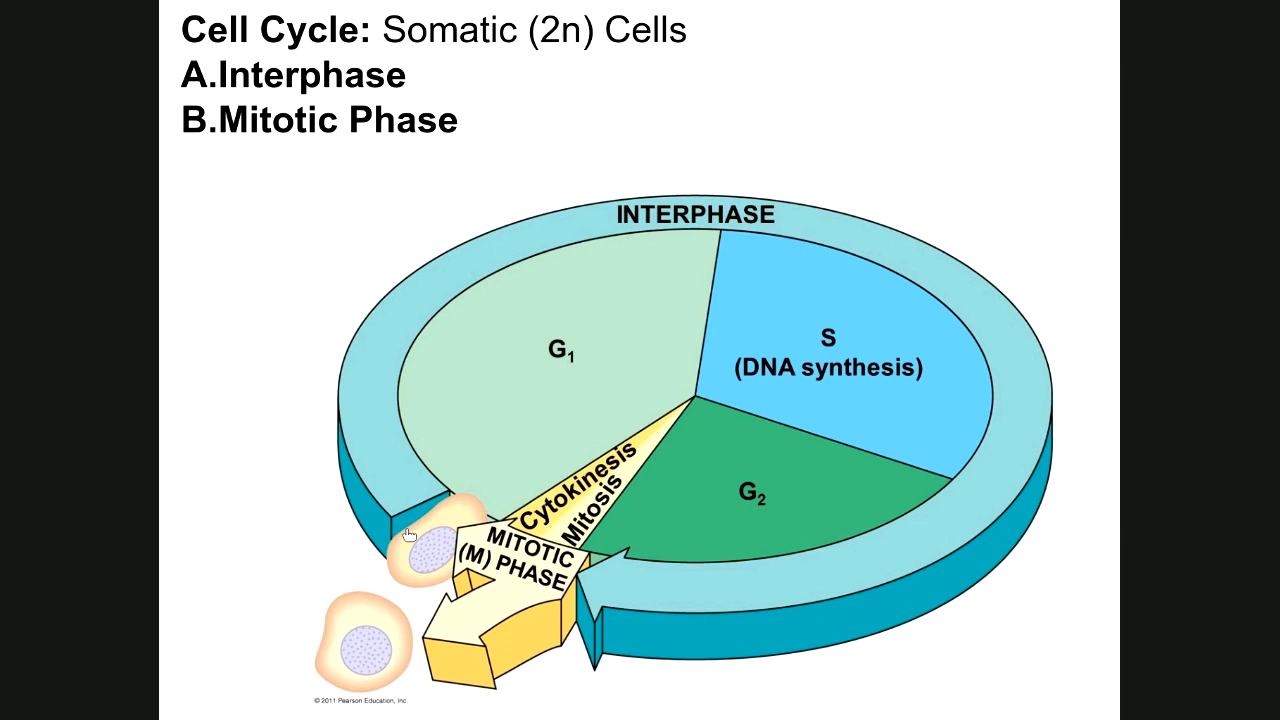 Cell Cycle: Somatic (2n) Cells
A.Interphase
B.Mitotic Phase
INTERPHASE
G₁
S
(DNA synthesis)
G₂
Cytokinesis
Mitosis
MITOTIC
(M) PHASE
© 2011 Pearson Education, Inc.